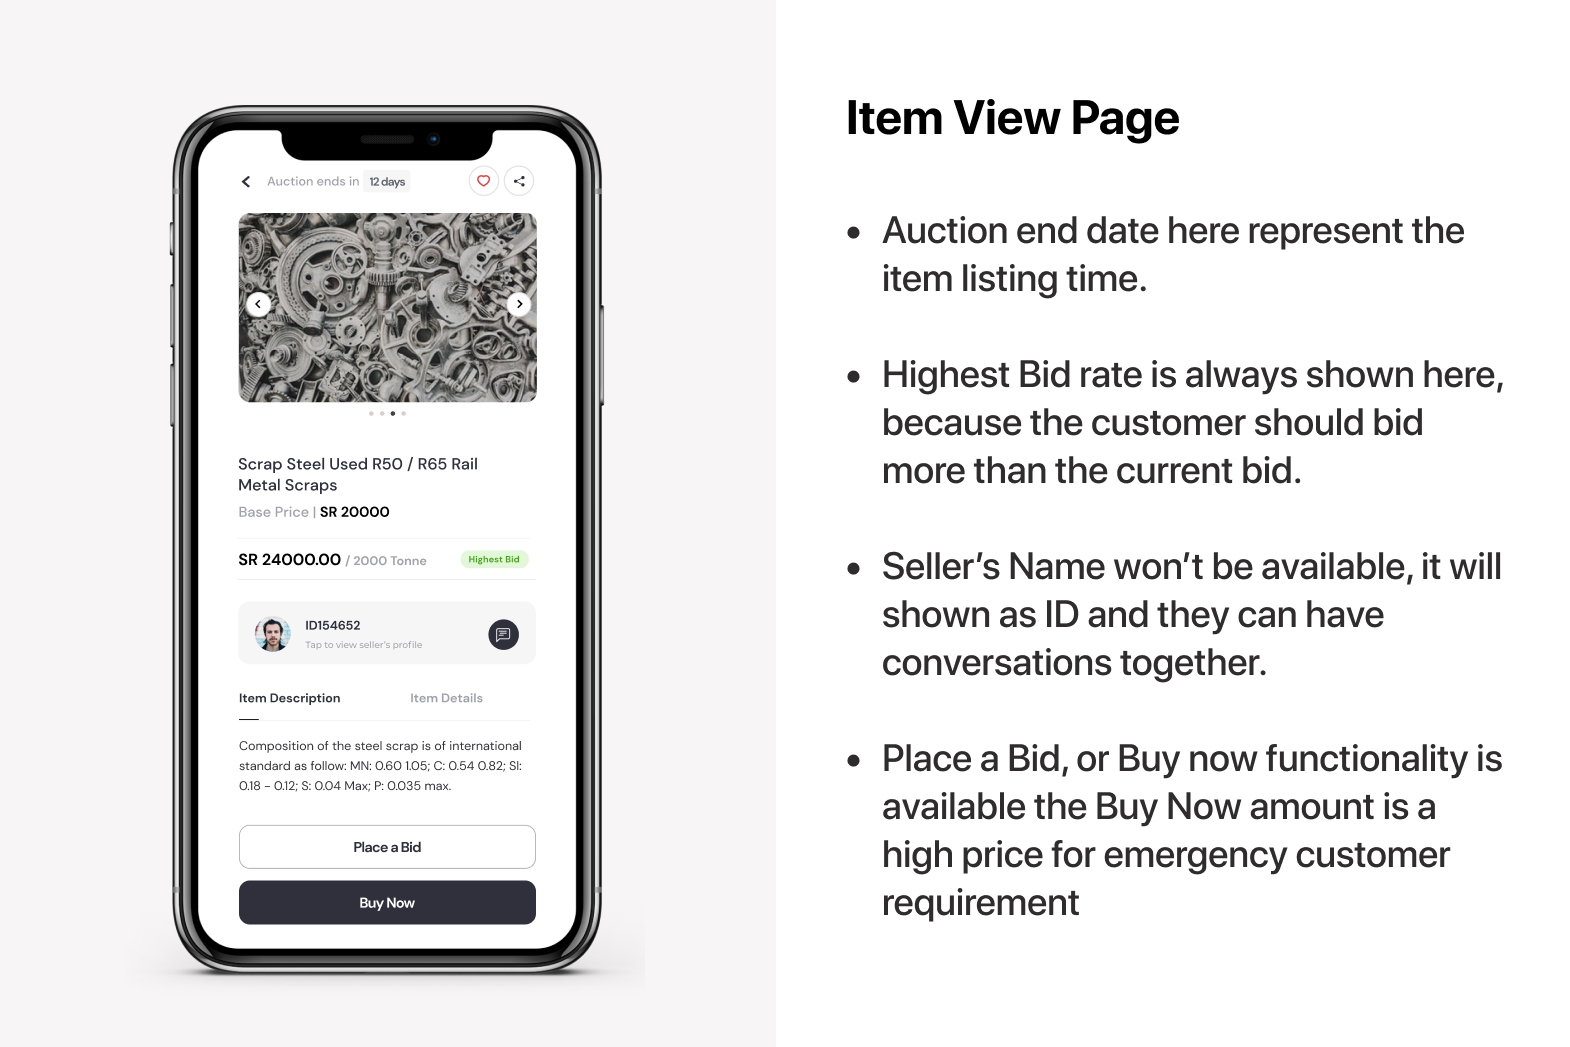 Auction ends in 12 days
Scrap Steel Used R50 / R65 Rail
Metal Scraps
Base Price | SR 20000
SR 24000.00 / 2000 Tonne Highest Bid
ID154652
Tap to view seller's profile
Item Description Item Details
Composition of the steel scrap is of international
standard as follow: MN: 0.60 1.05; C: 0.54 0.82; SI:
0.18 - 0.12; S: 0.04 Max; P: 0.035 max.
Place a Bid
Buy Now
Item View Page
• Auction end date here represent the
item listing time.
• Highest Bid rate is always shown here,
because the customer should bid
more than the current bid.
• Seller’s Name won’t be available, it will
shown as ID and they can have
conversations together.
• Place a Bid, or Buy now functionality is
available the Buy Now amount is a
high price for emergency customer
requirement